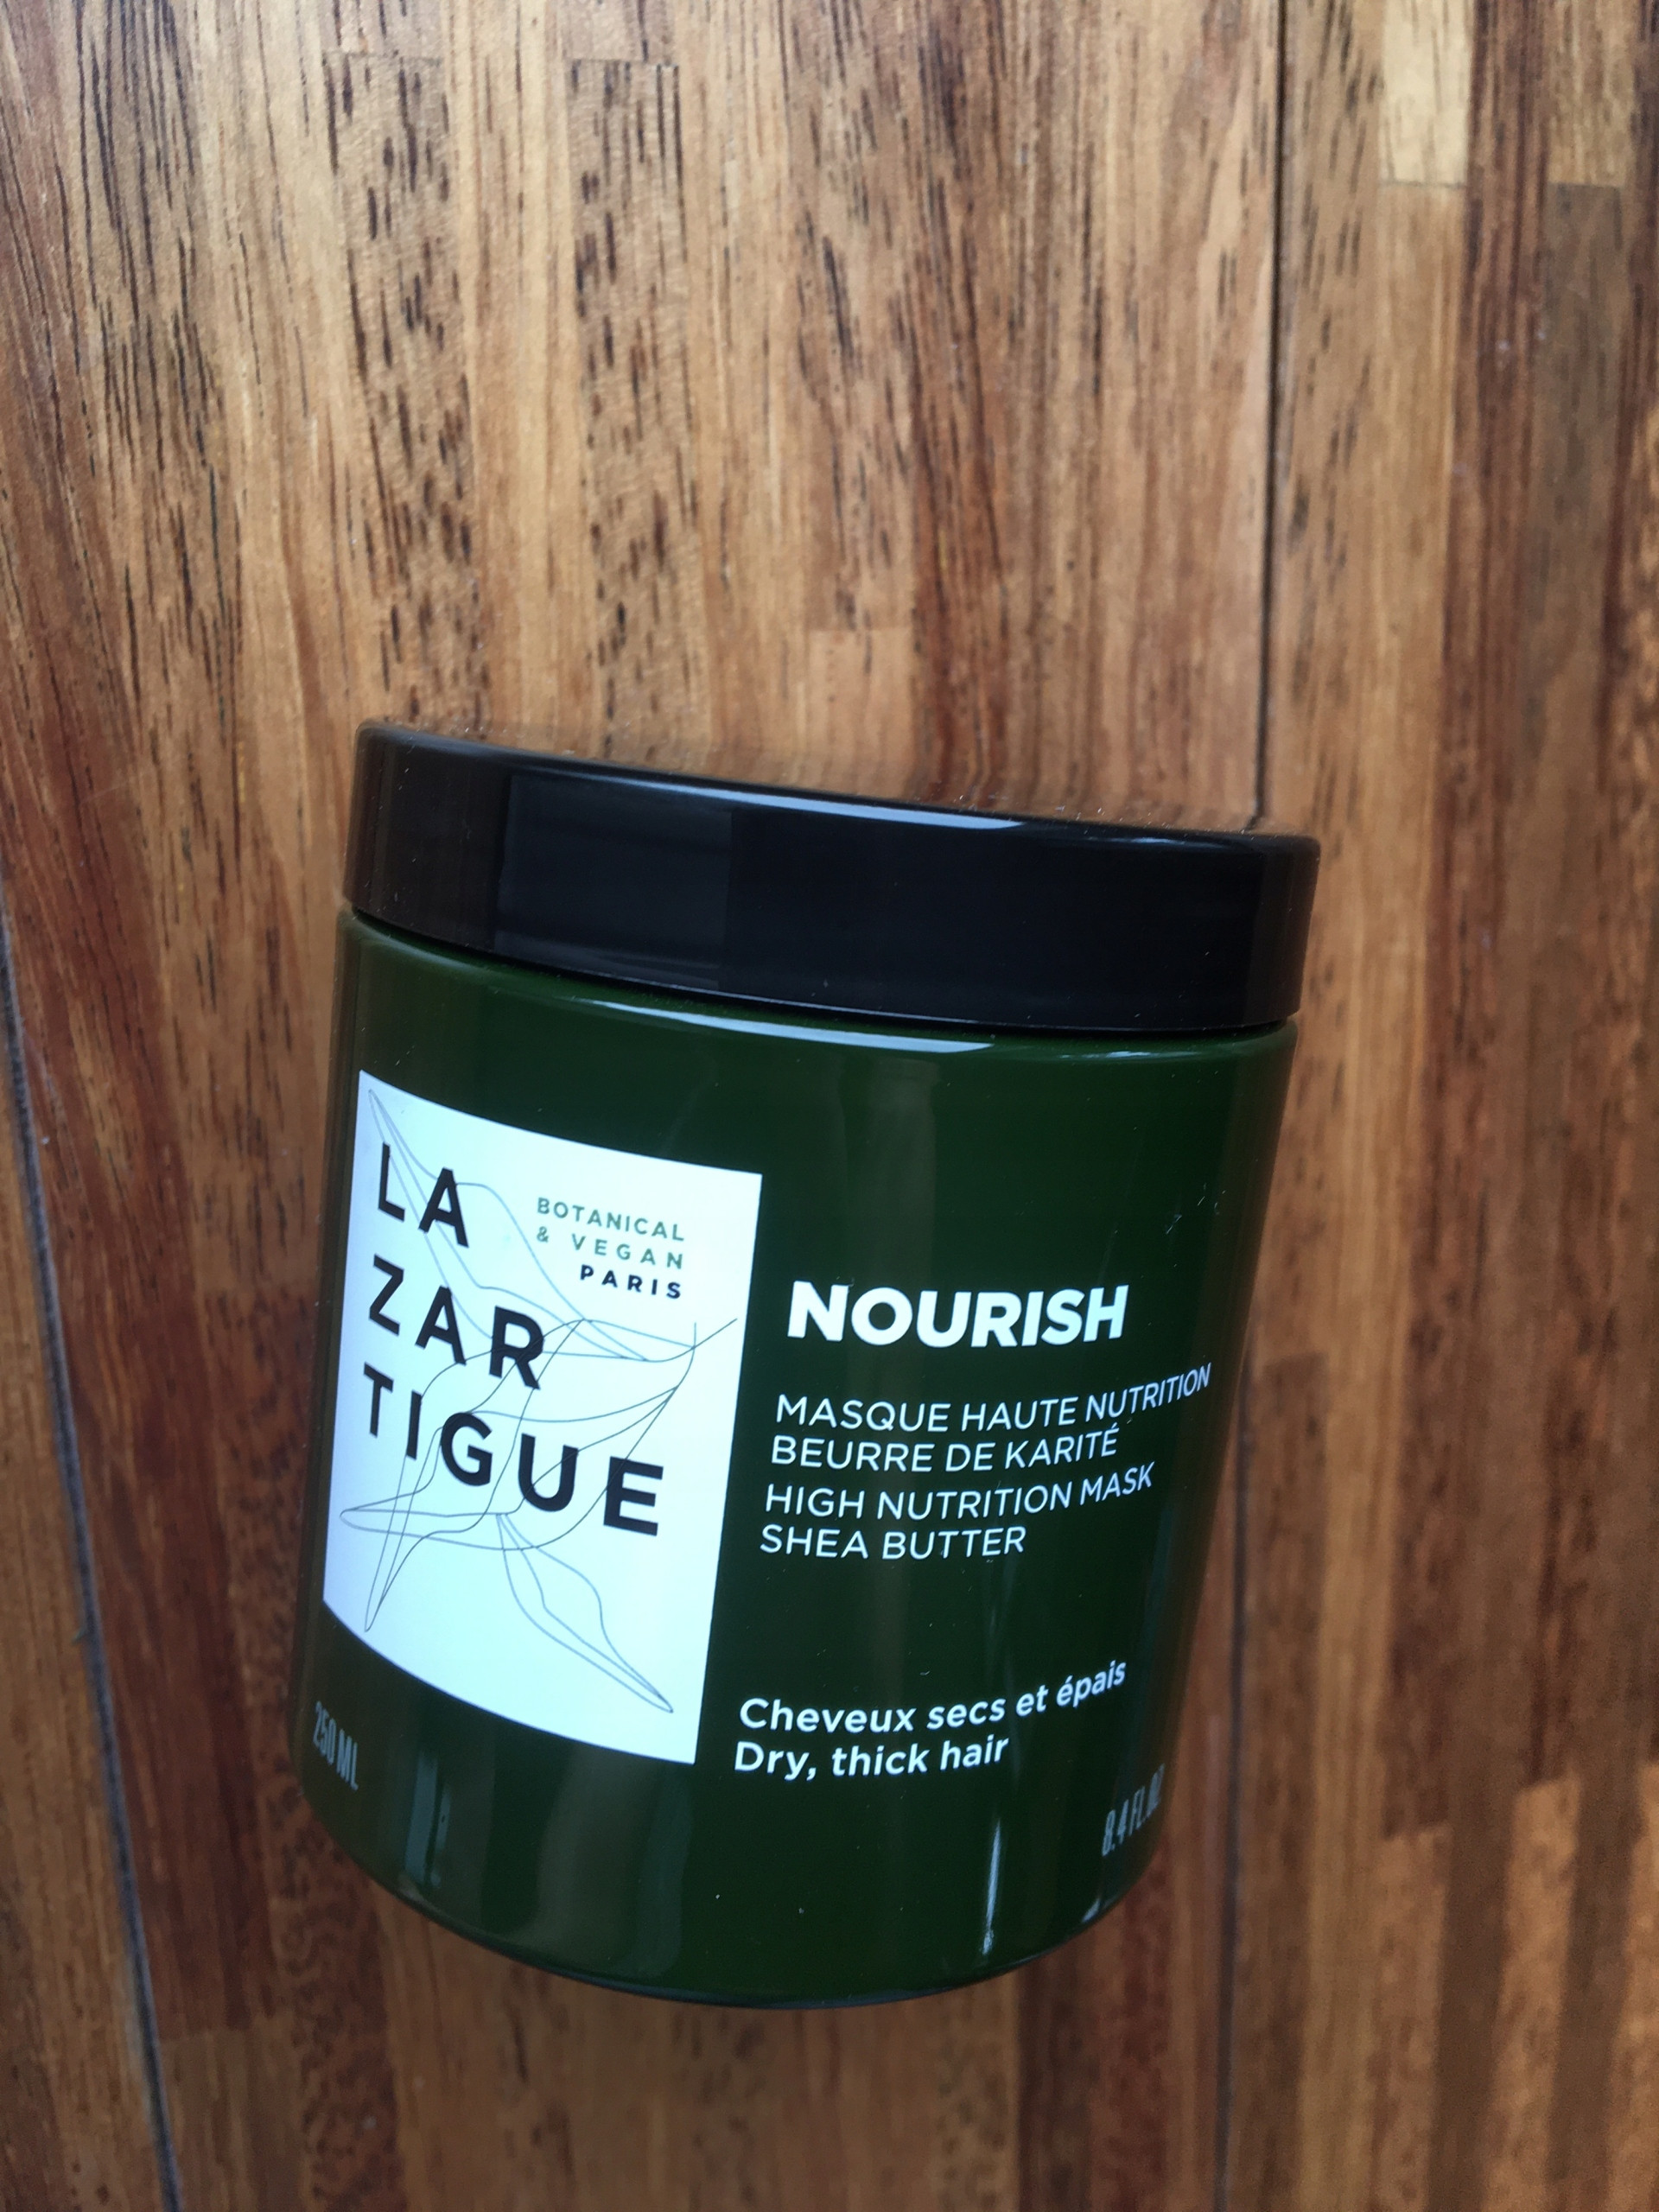 LA
ZAR
TIGUE
BOTANICAL
& VEGAN
PARIS
NOURISH
MASQUE HAUTE NUTRITION
BEURRE DE KARITÉ
HIGH NUTRITION MASK
SHEA BUTTER
Cheveux secs et épais
Dry, thick hair
250 ML
8.4 FL.OZ